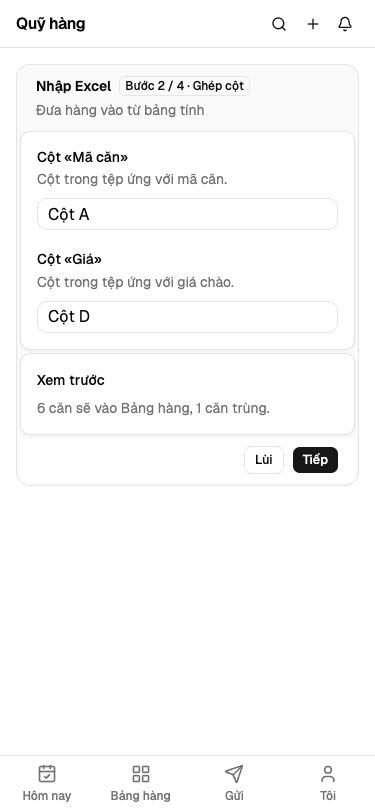 Quỹ hàng
Nhập Excel
Bước 2 / 4 · Ghép cột
Đưa hàng vào từ bảng tính
Cột «Mã căn»
Cột trong tệp ứng với mã căn.
Cột A
Cột «Giá»
Cột trong tệp ứng với giá chào.
Cột D
Xem trước
6 căn sẽ vào Bảng hàng, 1 căn trùng.
Lùi
Tiếp
Hôm nay
Bảng hàng
Gửi
Tôi